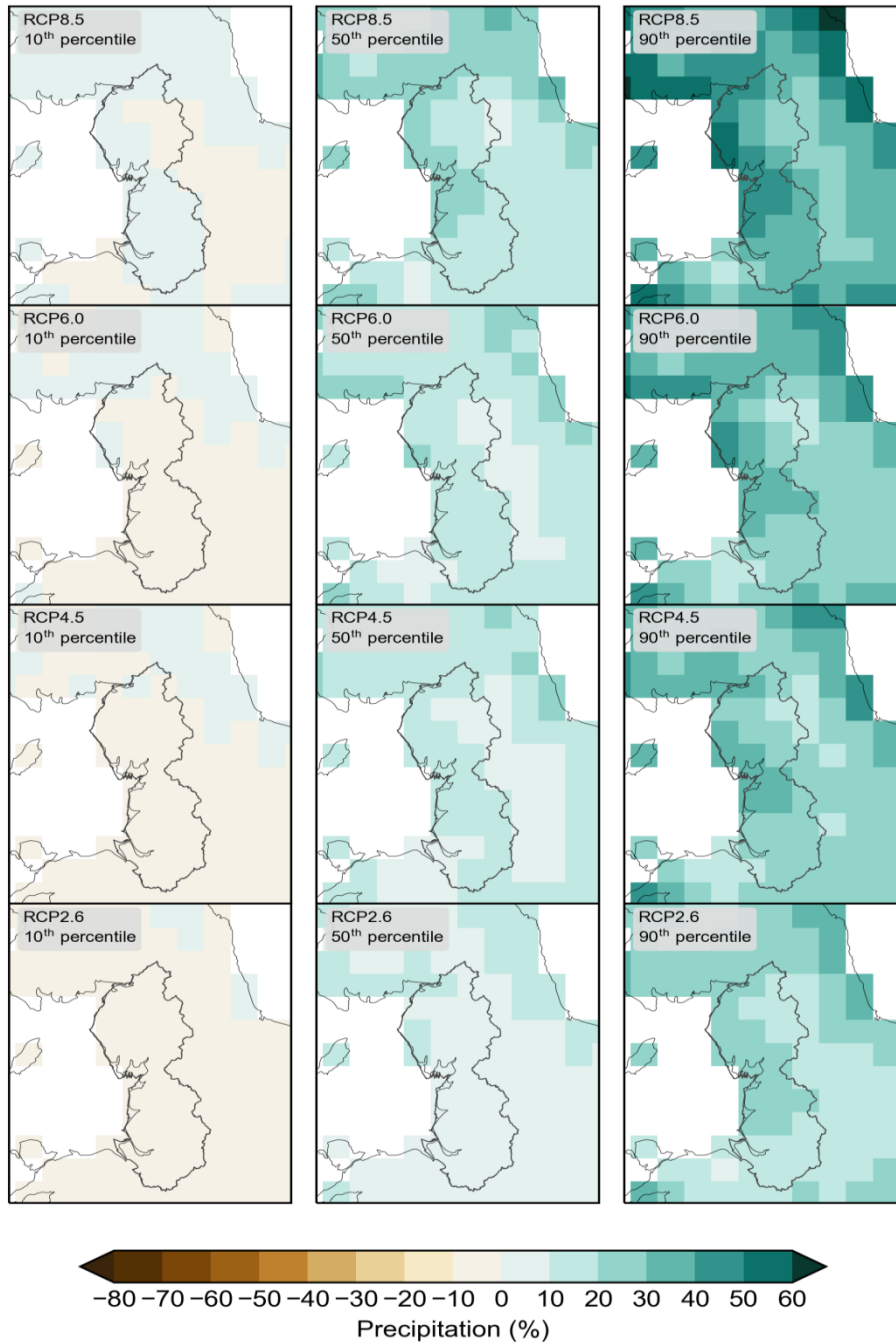 RCP8.5
10th percentile
RCP8.5
50th percentile
RCP8.5
90th percentile
RCP6.0
10th percentile
RCP6.0
50th percentile
RCP6.0
90th percentile
RCP4.5
10th percentile
RCP4.5
50th percentile
RCP4.5
90th percentile
RCP2.6
10th percentile
RCP2.6
50th percentile
RCP2.6
90th percentile
−80 −70 −60 −50 −40 −30 −20 −10 0 10 20 30 40 50 60
Precipitation (%)